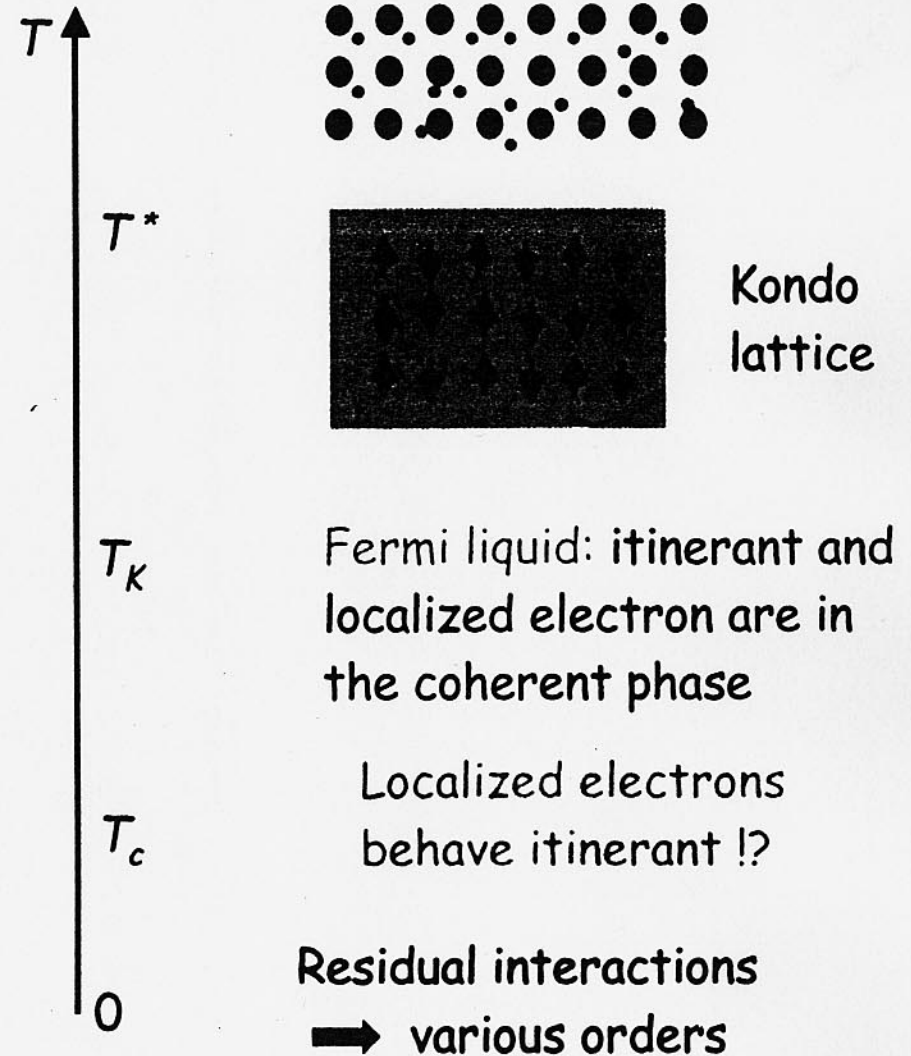 T
T*
Kondo
lattice
T_K
Fermi liquid: itinerant and
localized electron are in
the coherent phase
Localized electrons
behave itinerant !?
T_c
Residual interactions
0
➡ various orders